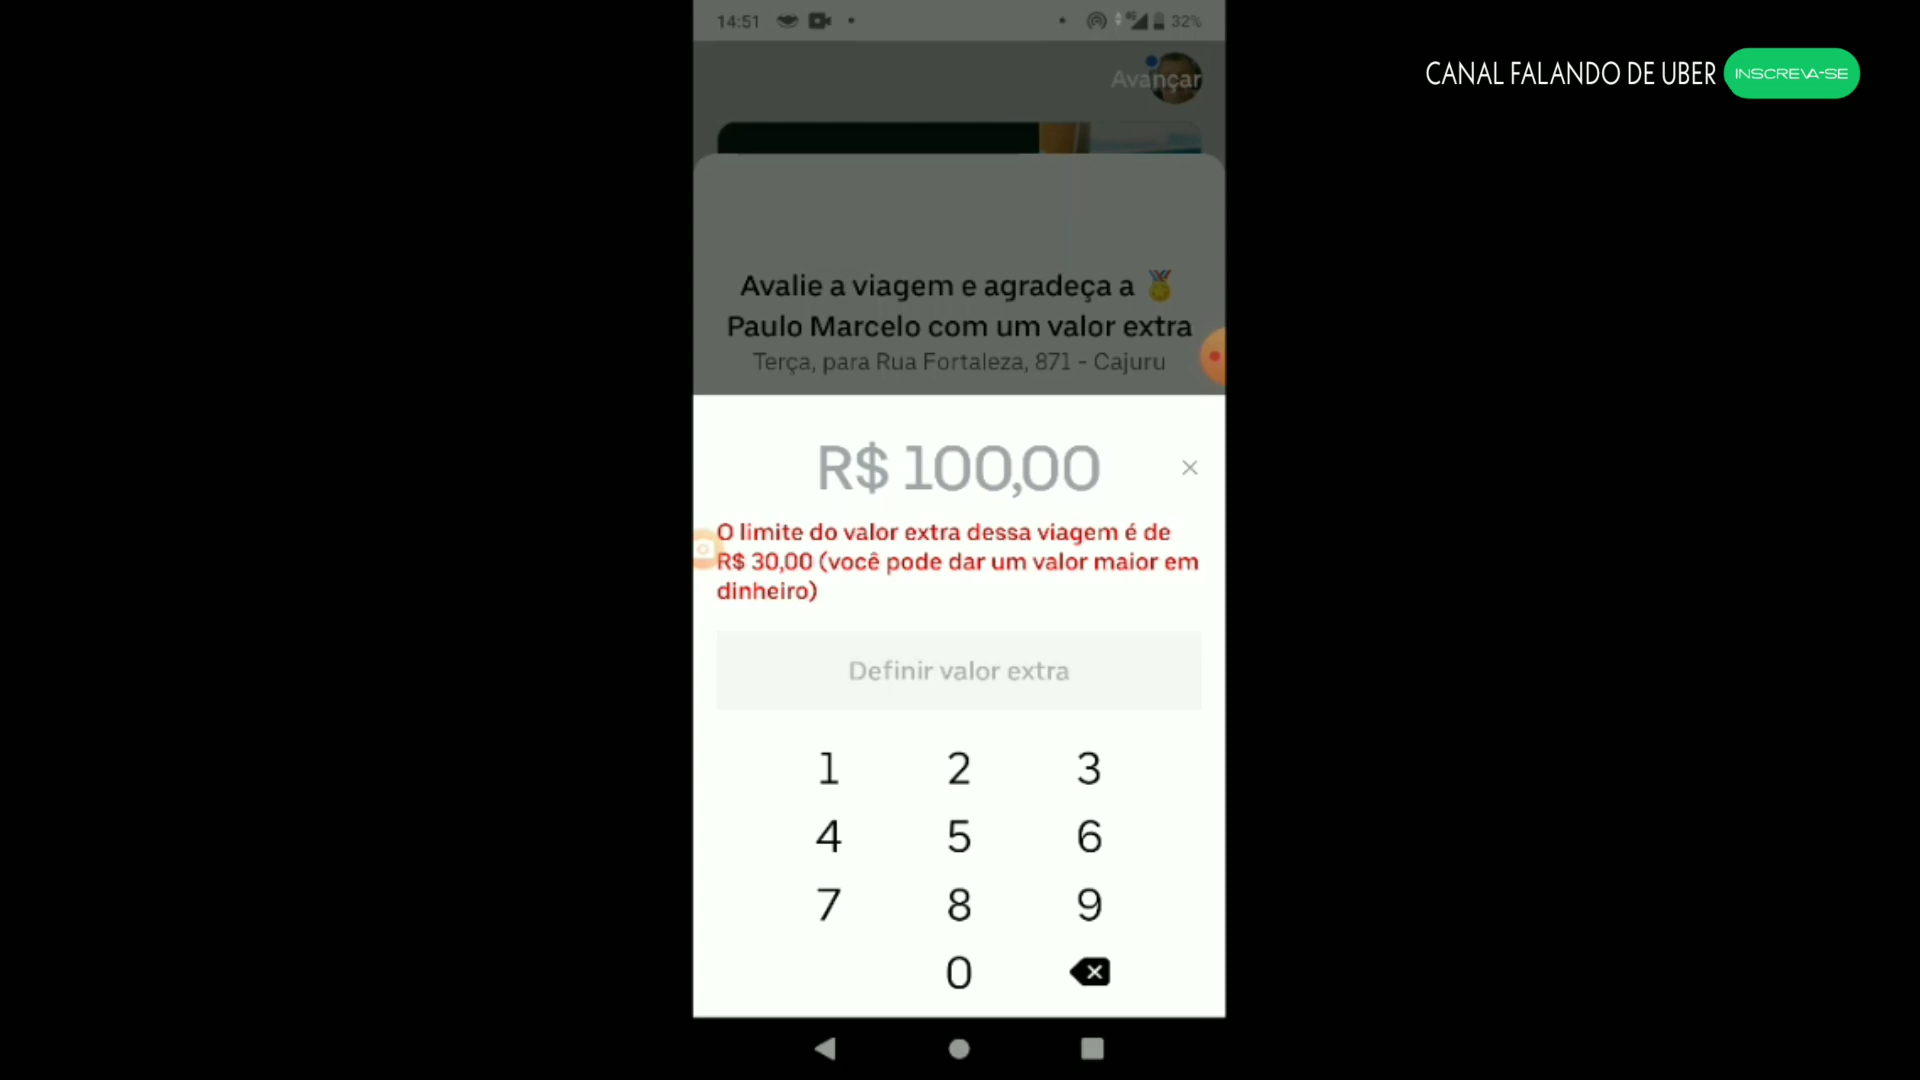 14:51
32%
CANAL FALANDO DE UBER
INSCREVA-SE
Avançar
Avalie a viagem e agradeça a 🏅
Paulo Marcelo com um valor extra
Terça, para Rua Fortaleza, 871 - Cajuru
R$ 100,00
O limite do valor extra dessa viagem é de
R$ 30,00 (você pode dar um valor maior em
dinheiro)
Definir valor extra
1 2 3
4 5 6
7 8 9
0